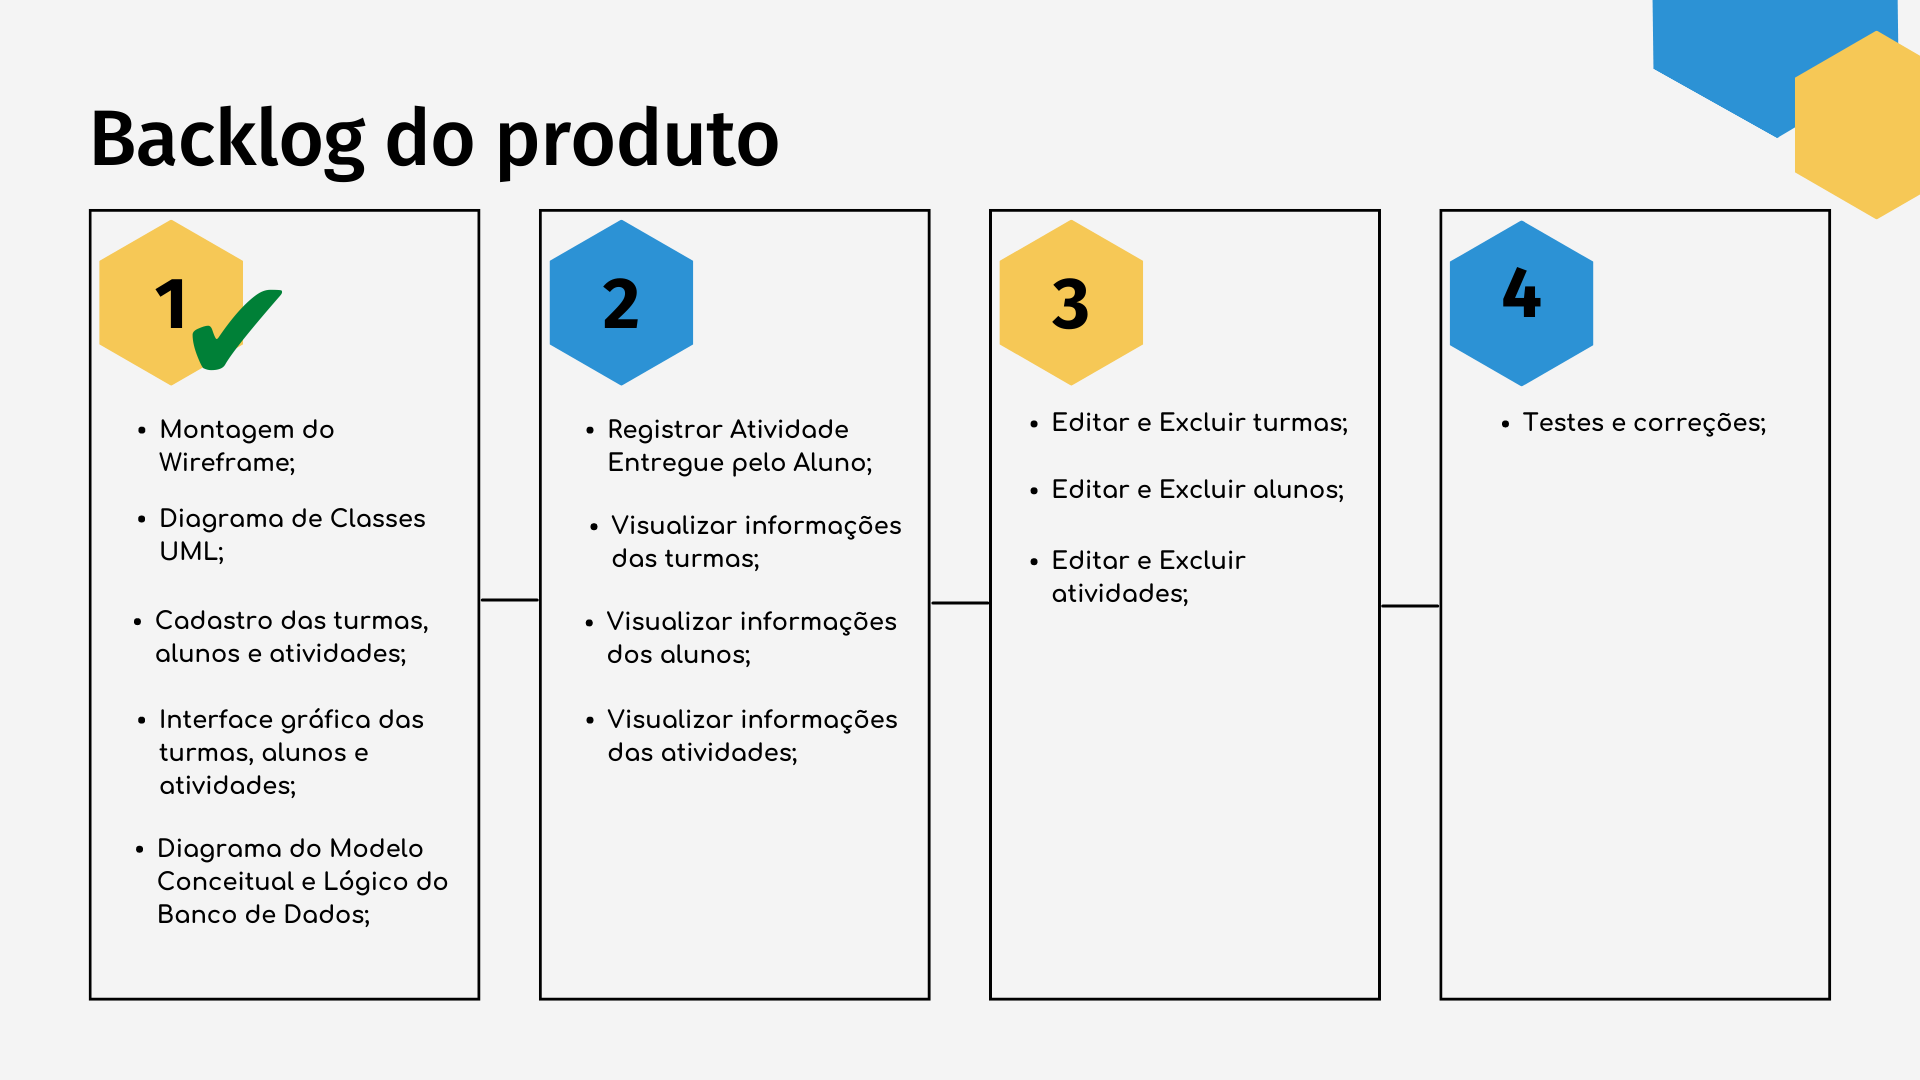 Backlog do produto
1
• Montagem do
Wireframe;
• Diagrama de Classes
UML;
• Cadastro das turmas,
alunos e atividades;
• Interface gráfica das
turmas, alunos e
atividades;
• Diagrama do Modelo
Conceitual e Lógico do
Banco de Dados;
2
• Registrar Atividade
Entregue pelo Aluno;
• Visualizar informações
das turmas;
• Visualizar informações
dos alunos;
• Visualizar informações
das atividades;
3
• Editar e Excluir turmas;
• Editar e Excluir alunos;
• Editar e Excluir
atividades;
4
• Testes e correções;